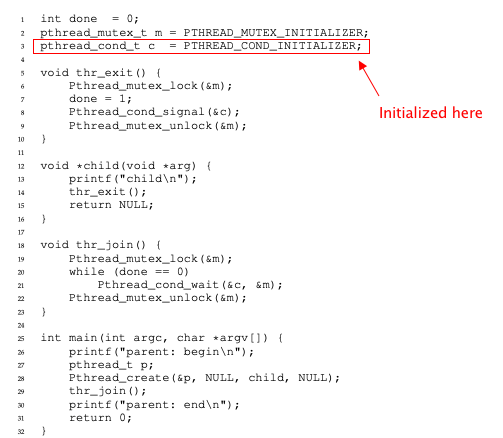 1 int done = 0;
2 pthread_mutex_t m = PTHREAD_MUTEX_INITIALIZER;
3 pthread_cond_t c = PTHREAD_COND_INITIALIZER;
4
5 void thr_exit() {
6 Pthread_mutex_lock(&m);
7 done = 1;
8 Pthread_cond_signal(&c);
9 Pthread_mutex_unlock(&m);
10 }
11
12 void *child(void *arg) {
13 printf("child\n");
14 thr_exit();
15 return NULL;
16 }
17
18 void thr_join() {
19 Pthread_mutex_lock(&m);
20 while (done == 0)
21 Pthread_cond_wait(&c, &m);
22 Pthread_mutex_unlock(&m);
23 }
24
25 int main(int argc, char *argv[]) {
26 printf("parent: begin\n");
27 pthread_t p;
28 Pthread_create(&p, NULL, child, NULL);
29 thr_join();
30 printf("parent: end\n");
31 return 0;
32 }
Initialized here